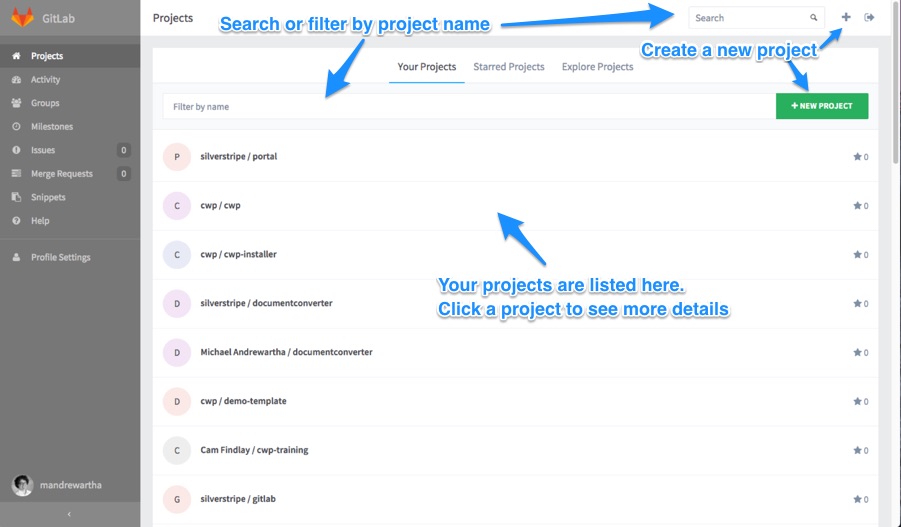 GitLab
Projects
Activity
Groups
Milestones
Issues 0
Merge Requests 0
Snippets
Help
Profile Settings
mandrewartha
Projects
Search or filter by project name
Search
Create a new project
Your Projects Starred Projects Explore Projects
Filter by name
+ NEW PROJECT
P silverstripe / portal 0
C cwp / cwp 0
C cwp / cwp-installer 0
Your projects are listed here.
Click a project to see more details
D silverstripe / documentconverter 0
D Michael Andrewartha / documentconverter 0
D cwp / demo-template 0
C Cam Findlay / cwp-training 0
G silverstripe / gitlab 0